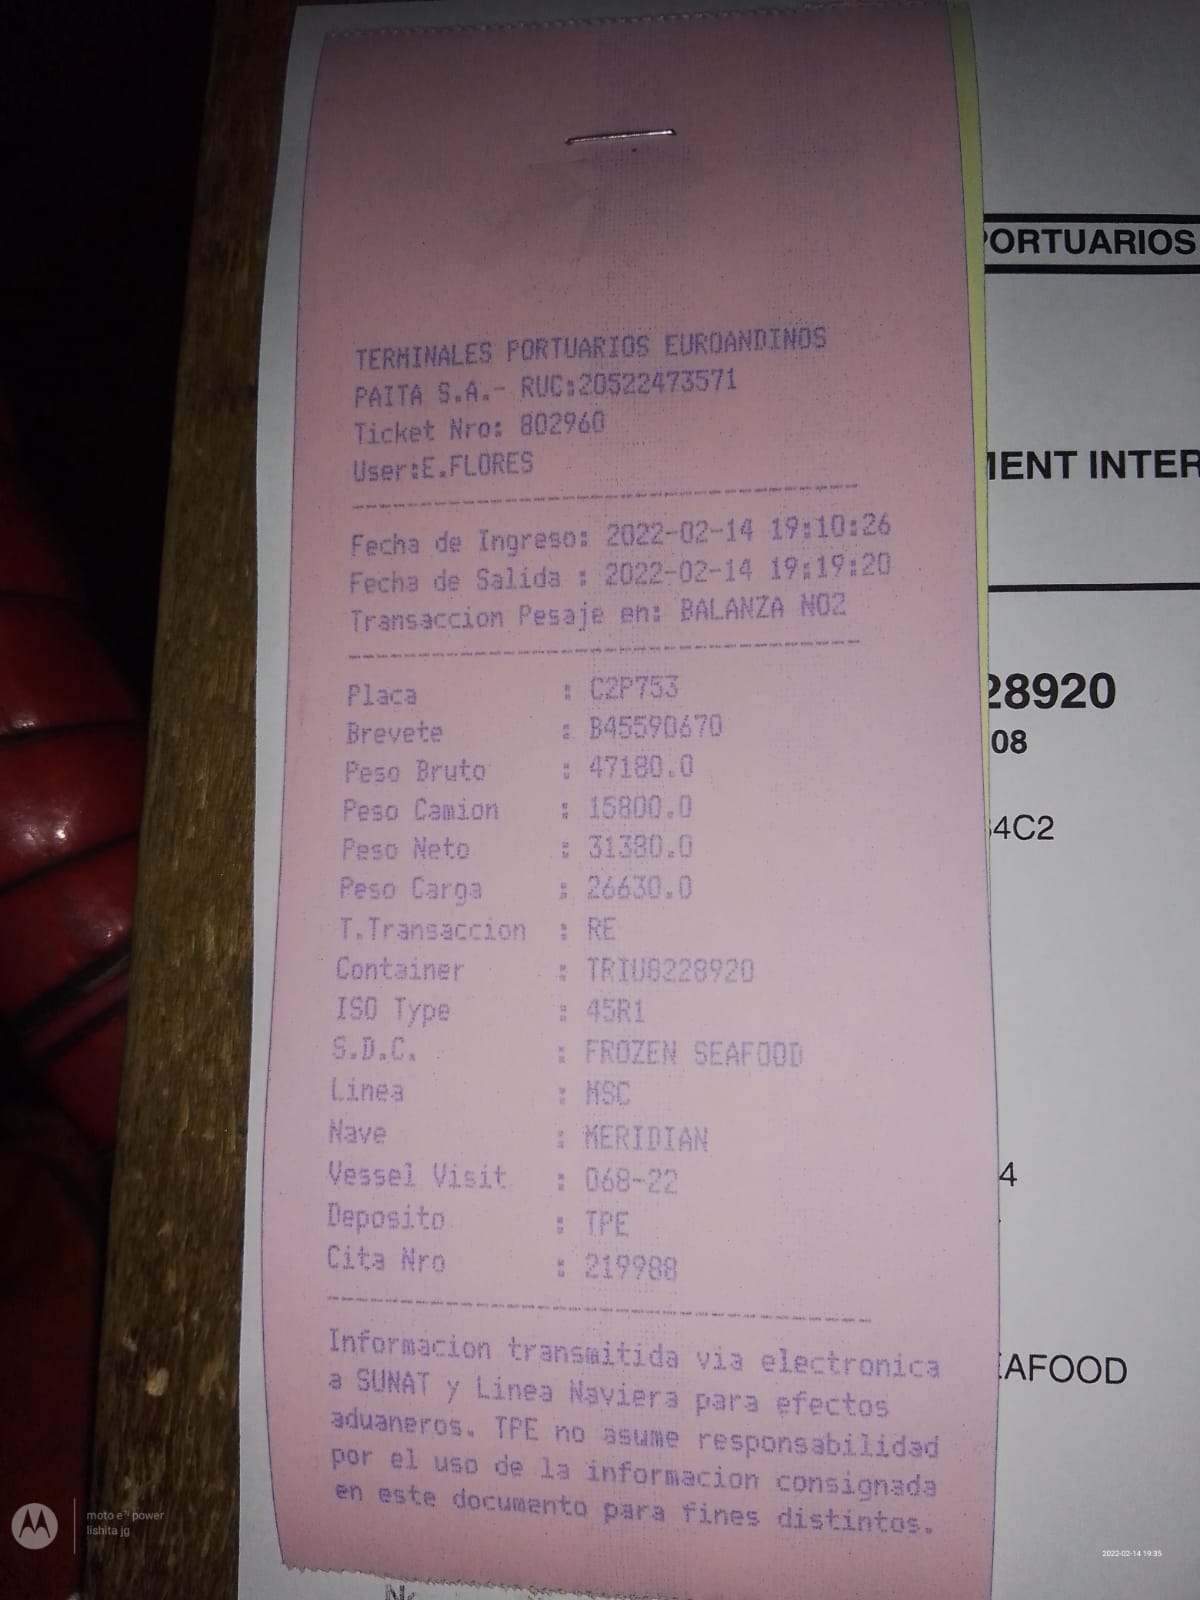 TERMINALES PORTUARIOS EUROANDINOS
PAITA S.A.- RUC:20522473571
Ticket Nro: 802960
User:E.FLORES
Fecha de Ingreso: 2022-02-14 19:10:26
Fecha de Salida : 2022-02-14 19:19:20
Transaccion Pesaje en: BALANZA NO2
Placa : C2P753
Brevete : B45590670
Peso Bruto : 47180.0
Peso Camion : 15800.0
Peso Neto : 31380.0
Peso Carga : 26630.0
T.Transaccion : RE
Container : TRIU8228920
ISO Type : 45R1
S.D.C. : FROZEN SEAFOOD
Linea : MSC
Nave : MERIDIAN
Vessel Visit : 068-22
Deposito : TPE
Cita Nro : 219988
Informacion transmitida via electronica
a SUNAT y Linea Naviera para efectos
aduaneros. TPE no asume responsabilidad
por el uso de la informacion consignada
en este documento para fines distintos.
PORTUARIOS
MENT INTER
28920
08
4C2
4
EAFOOD
moto e⁷ power
lishita jg
2022-02-14 19:35